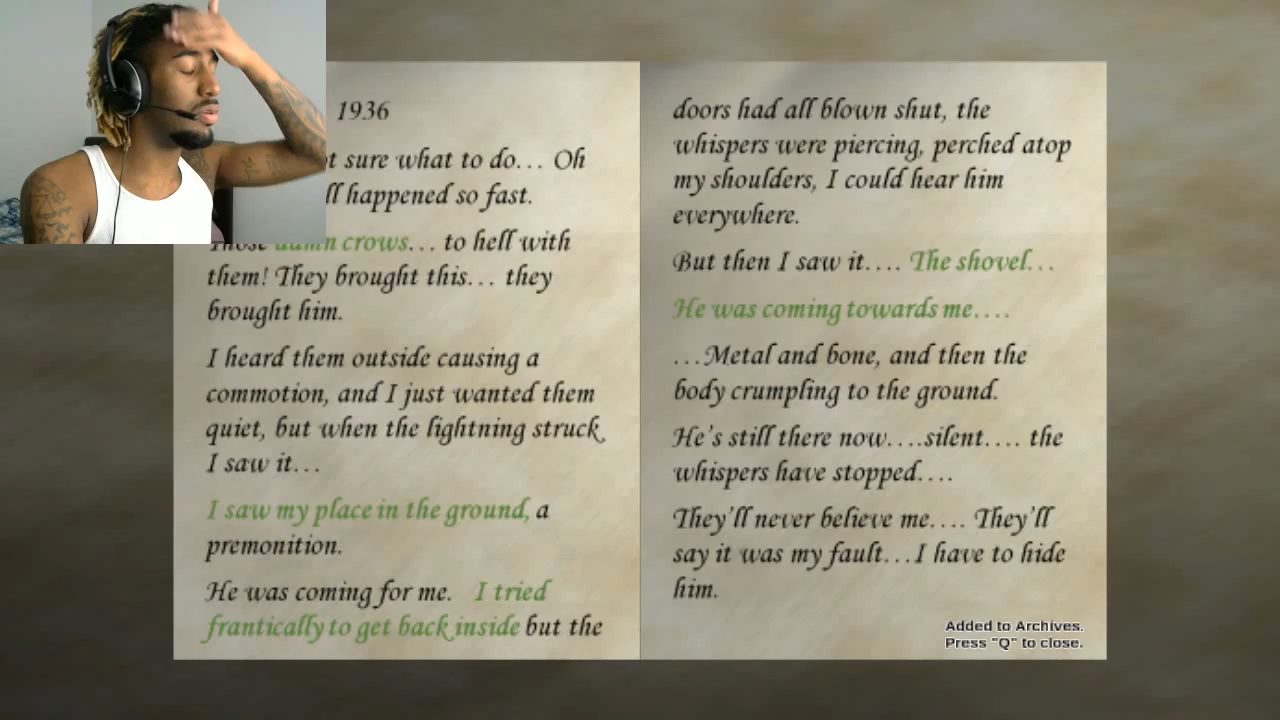 1936
sure what to do… Oh
happened so fast.
crows… to hell with
them! They brought this… they
brought him.
I heard them outside causing a
commotion, and I just wanted them
quiet, but when the lightning struck
I saw it…
I saw my place in the ground, a
premonition.
He was coming for me. I tried
frantically to get back inside but the
doors had all blown shut, the
whispers were piercing, perched atop
my shoulders, I could hear him
everywhere.
But then I saw it…. The shovel…
He was coming towards me….
…Metal and bone, and then the
body crumpling to the ground.
He's still there now….silent…. the
whispers have stopped….
They'll never believe me…. They'll
say it was my fault…I have to hide
him.
Added to Archives.
Press "Q" to close.